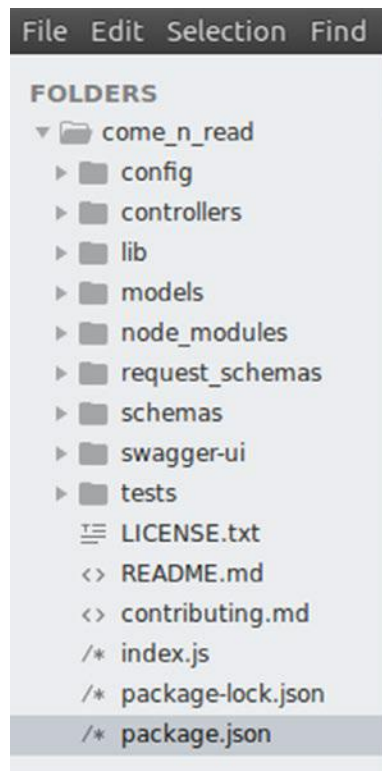 File Edit Selection Find
FOLDERS
come_n_read
config
controllers
lib
models
node_modules
request_schemas
schemas
swagger-ui
tests
LICENSE.txt
<> README.md
<> contributing.md
/* index.js
/* package-lock.json
/* package.json